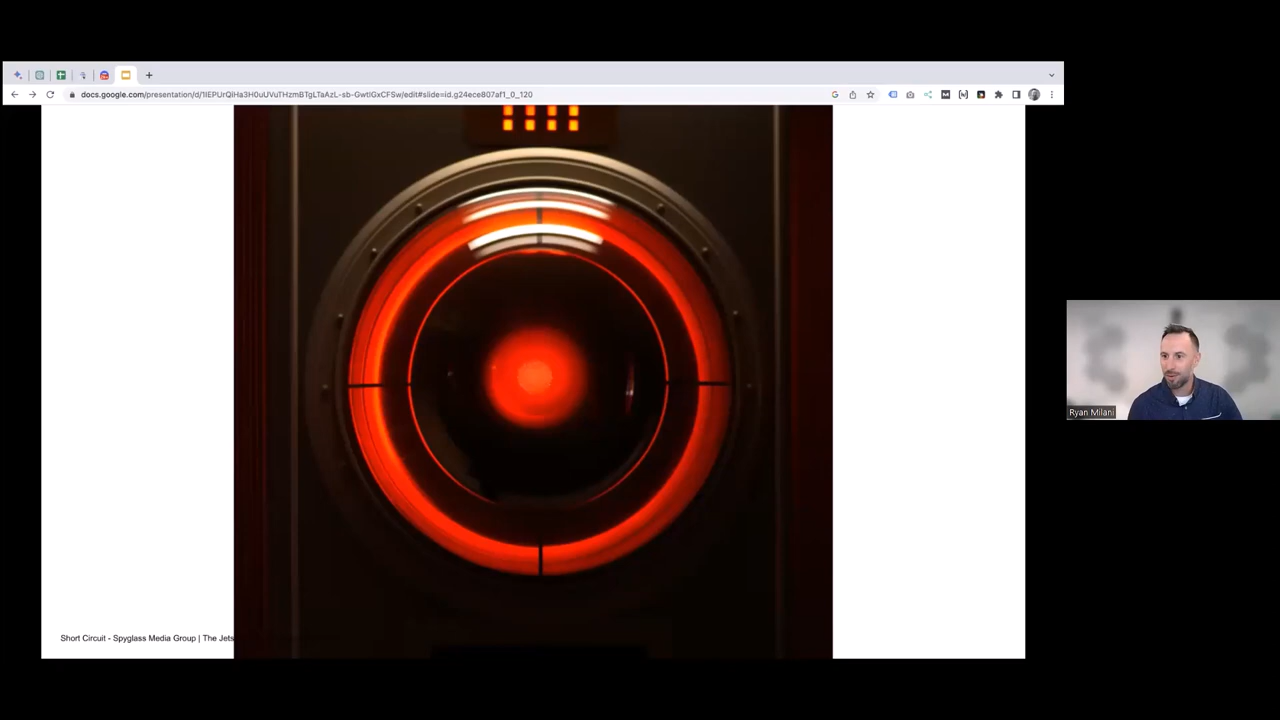 docs.google.com/presentation/d/1IEPUrQiHa3H0uUVuTHzmBTgLTaAzL-sb-GwtIGxCFSw/edit#slide=id.g24ece807af1_0_120
Short Circuit - Spyglass Media Group | The Jets
Ryan Milani